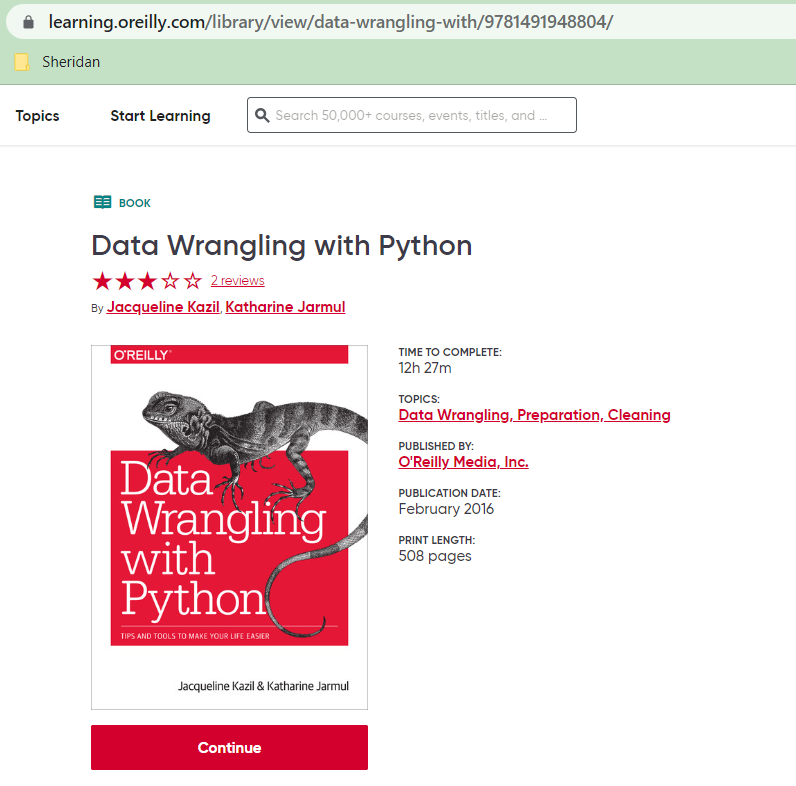 learning.oreilly.com/library/view/data-wrangling-with/9781491948804/
Sheridan
Topics
Start Learning
Search 50,000+ courses, events, titles, and ...
BOOK
Data Wrangling with Python
2 reviews
By Jacqueline Kazil, Katharine Jarmul
O'REILLY®
Data
Wrangling
with
Python
TIPS AND TOOLS TO MAKE YOUR LIFE EASIER
Jacqueline Kazil & Katharine Jarmul
TIME TO COMPLETE:
12h 27m
TOPICS:
Data Wrangling, Preparation, Cleaning
PUBLISHED BY:
O'Reilly Media, Inc.
PUBLICATION DATE:
February 2016
PRINT LENGTH:
508 pages
Continue